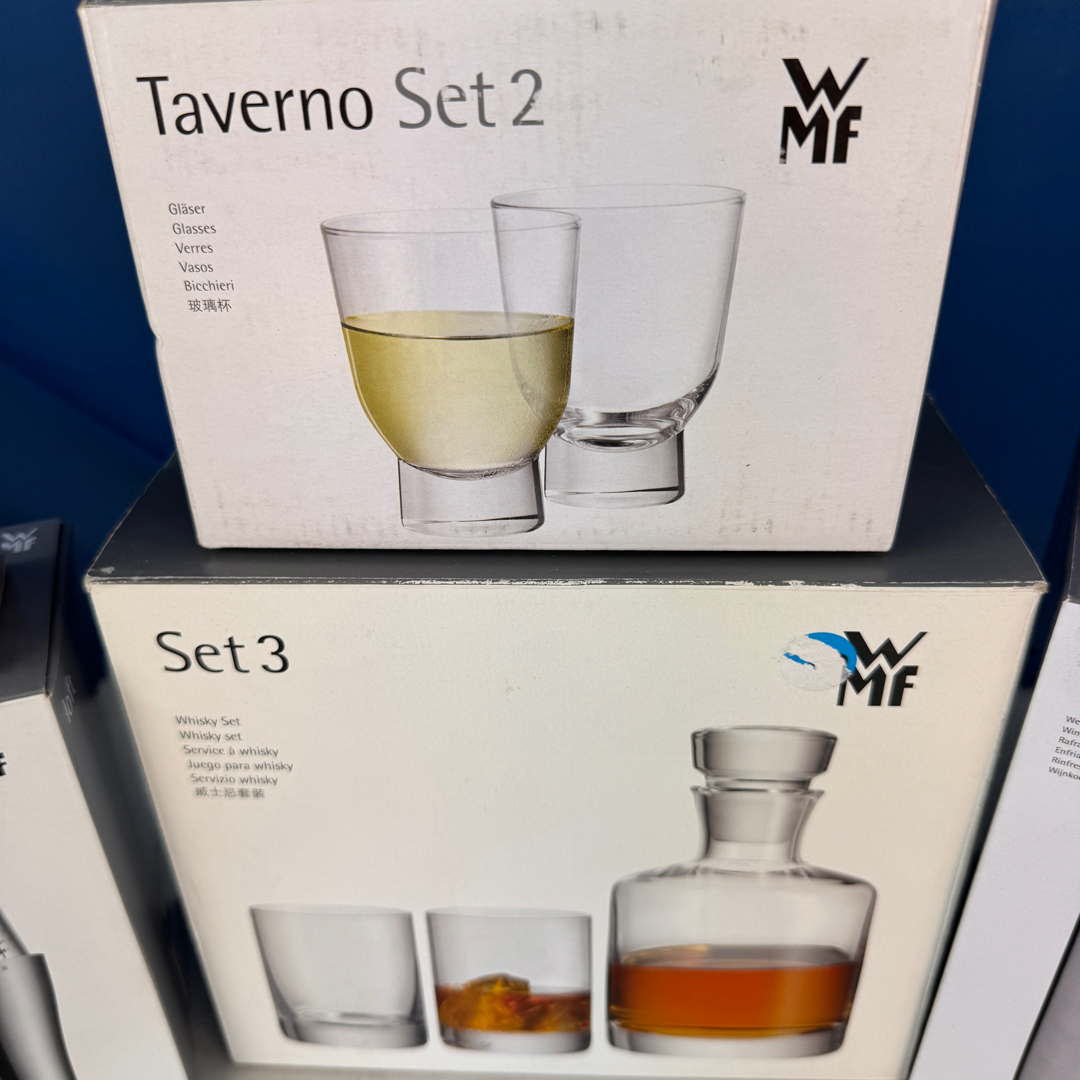 Taverno Set 2
WMF
Gläser
Glasses
Verres
Vasos
Bicchieri
玻璃杯
WMF
Set 3
WMF
Whisky Set
Whisky set
Service à whisky
Juego para whisky
Servizio whisky
威士忌套装